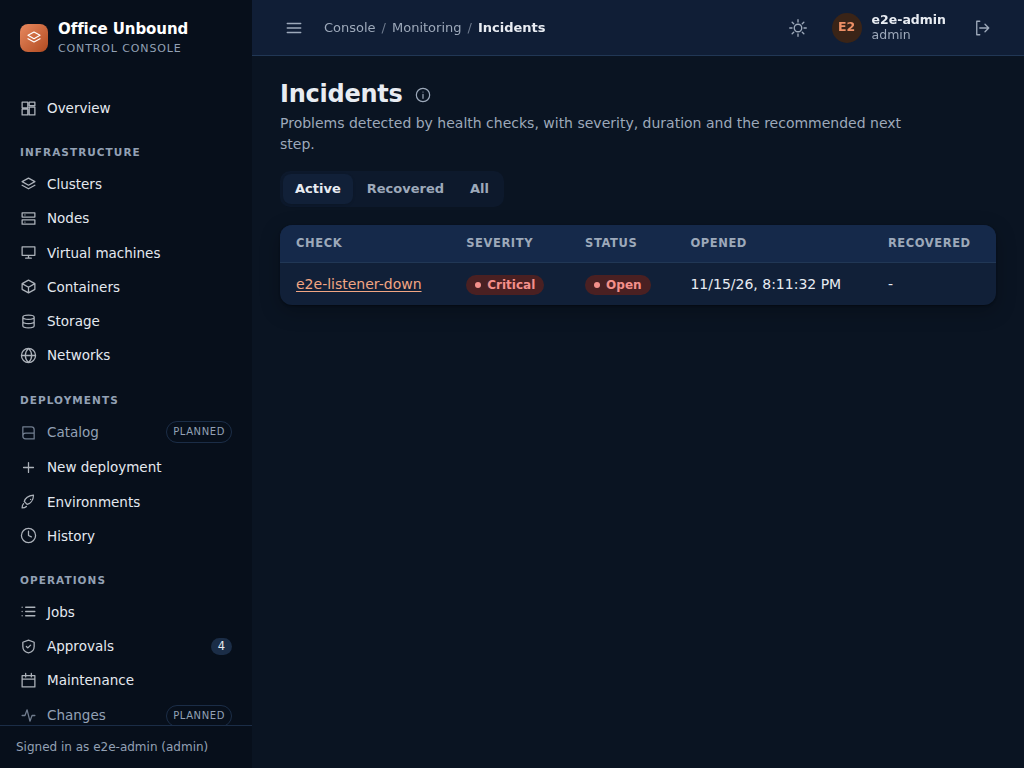 Office Unbound
CONTROL CONSOLE
Overview
INFRASTRUCTURE
Clusters
Nodes
Virtual machines
Containers
Storage
Networks
DEPLOYMENTS
Catalog PLANNED
New deployment
Environments
History
OPERATIONS
Jobs
Approvals 4
Maintenance
Changes PLANNED
Signed in as e2e-admin (admin)
Console / Monitoring / Incidents
E2 e2e-admin
admin
Incidents
Problems detected by health checks, with severity, duration and the recommended next
step.
Active Recovered All
CHECK SEVERITY STATUS OPENED RECOVERED
e2e-listener-down Critical Open 11/15/26, 8:11:32 PM -